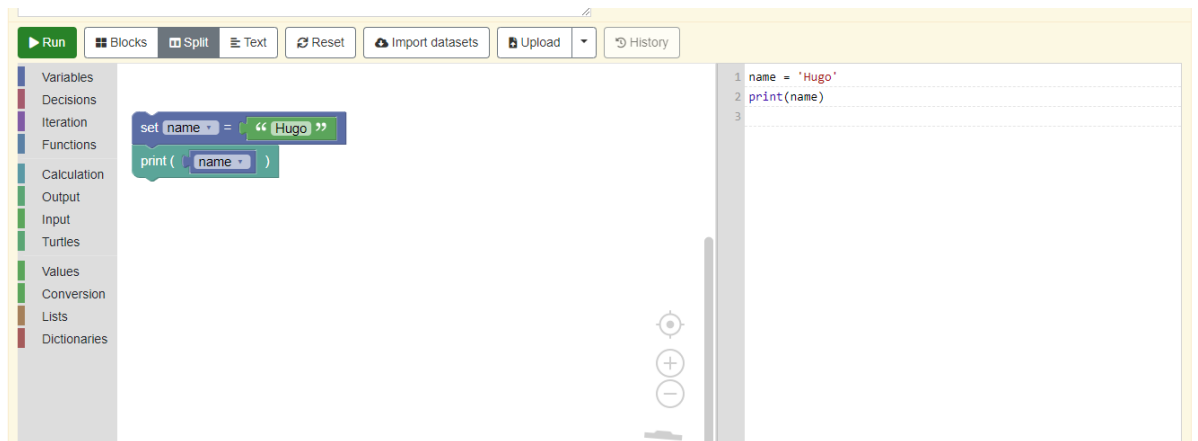 Run Blocks Split Text Reset Import datasets Upload History
Variables
Decisions
Iteration
Functions
Calculation
Output
Input
Turtles
Values
Conversion
Lists
Dictionaries
set name = “ Hugo ”
print ( name )
1 name = 'Hugo'
2 print(name)
3